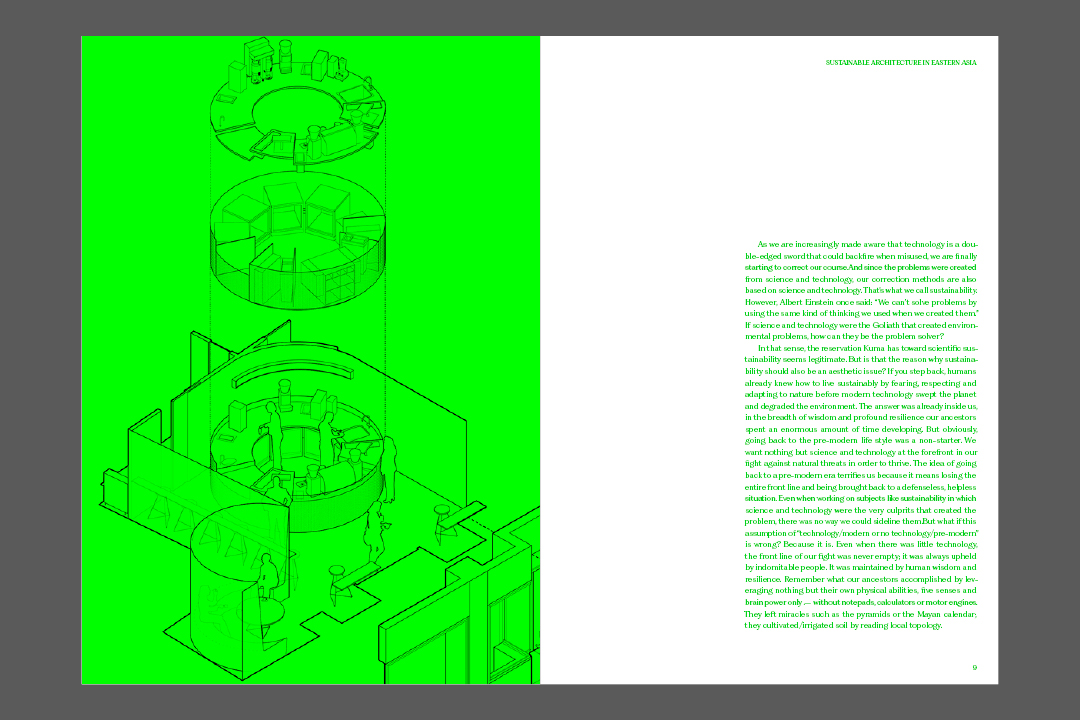 SUSTAINABLE ARCHITECTURE IN EASTERN ASIA
As we are increasingly made aware that technology is a dou-
ble-edged sword that could backfire when misused, we are finally
starting to correct our course.And since the problems were created
from science and technology, our correction methods are also
based on science and technology. That's what we call sustainability.
However, Albert Einstein once said: "We can't solve problems by
using the same kind of thinking we used when we created them."
If science and technology were the Goliath that created environ-
mental problems, how can they be the problem solver?
In that sense, the reservation Kuma has toward scientific sus-
tainability seems legitimate. But is that the reason why sustaina-
bility should also be an aesthetic issue? If you step back, humans
already knew how to live sustainably by fearing, respecting and
adapting to nature before modern technology swept the planet
and degraded the environment. The answer was already inside us,
in the breadth of wisdom and profound resilience our ancestors
spent an enormous amount of time developing. But obviously,
going back to the pre-modern life style was a non-starter. We
want nothing but science and technology at the forefront in our
fight against natural threats in order to thrive. The idea of going
back to a pre-modern era terrifies us because it means losing the
entire front line and being brought back to a defenseless, helpless
situation. Even when working on subjects like sustainability in which
science and technology were the very culprits that created the
problem, there was no way we could sideline them.But what if this
assumption of "technology/modern or no technology/pre-modern"
is wrong? Because it is. Even when there was little technology,
the front line of our fight was never empty; it was always upheld
by indomitable people. It was maintained by human wisdom and
resilience. Remember what our ancestors accomplished by lev-
eraging nothing but their own physical abilities, five senses and
brain power only — without notepads, calculators or motor engines.
They left miracles such as the pyramids or the Mayan calendar;
they cultivated/irrigated soil by reading local topology.
9